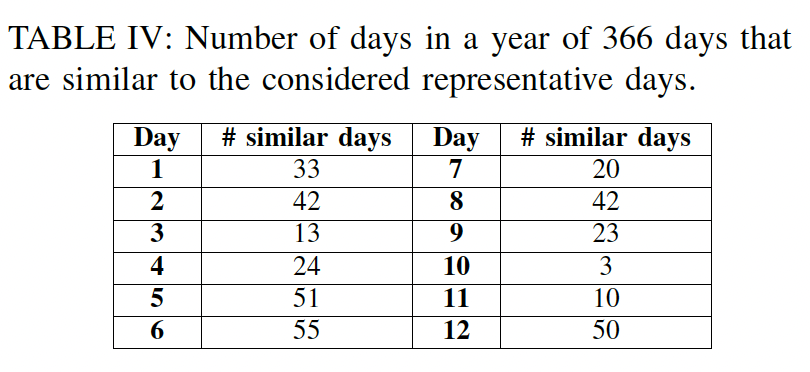 TABLE IV: Number of days in a year of 366 days that
are similar to the considered representative days.
Day # similar days Day # similar days
1 33 7 20
2 42 8 42
3 13 9 23
4 24 10 3
5 51 11 10
6 55 12 50